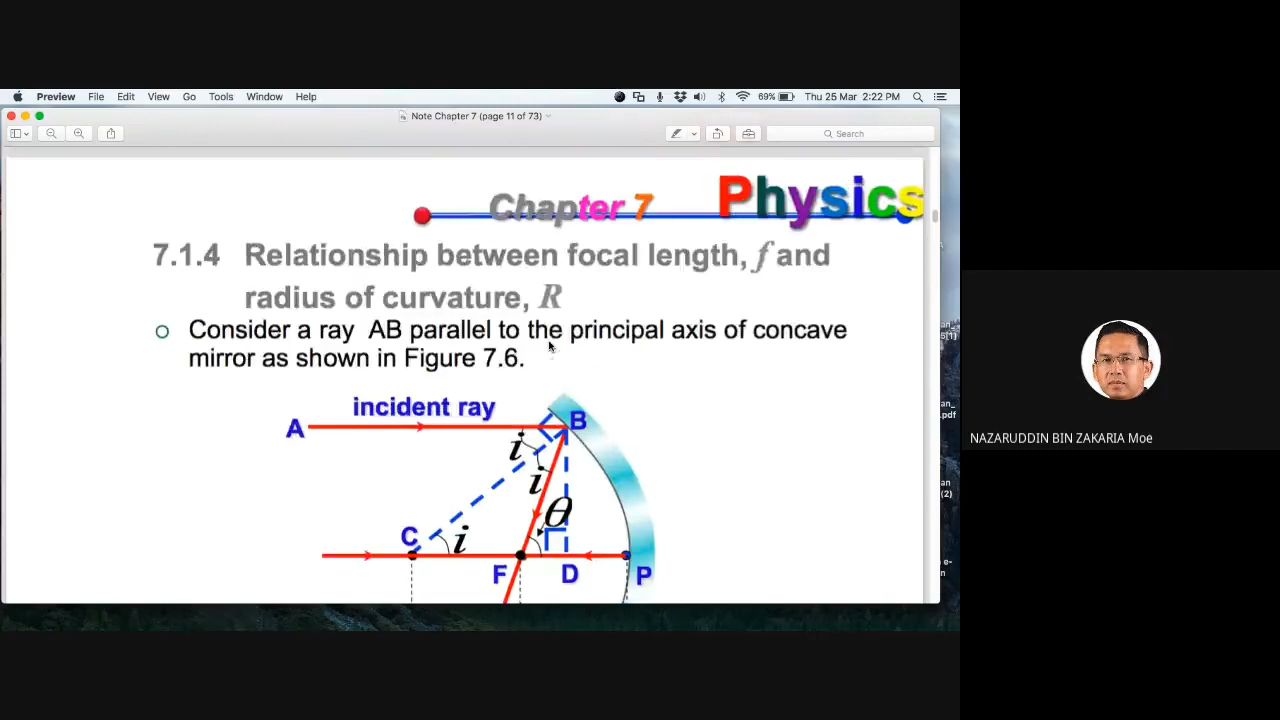 Preview File Edit View Go Tools Window Help 69% Thu 25 Mar 2:22 PM
Note Chapter 7 (page 11 of 73)
Search
Chapter 7 Physics
7.1.4 Relationship between focal length, f and
radius of curvature, R
Consider a ray AB parallel to the principal axis of concave
mirror as shown in Figure 7.6.
incident ray
A B
i
i
θ
C i
F D P
NAZARUDDIN BIN ZAKARIA Moe